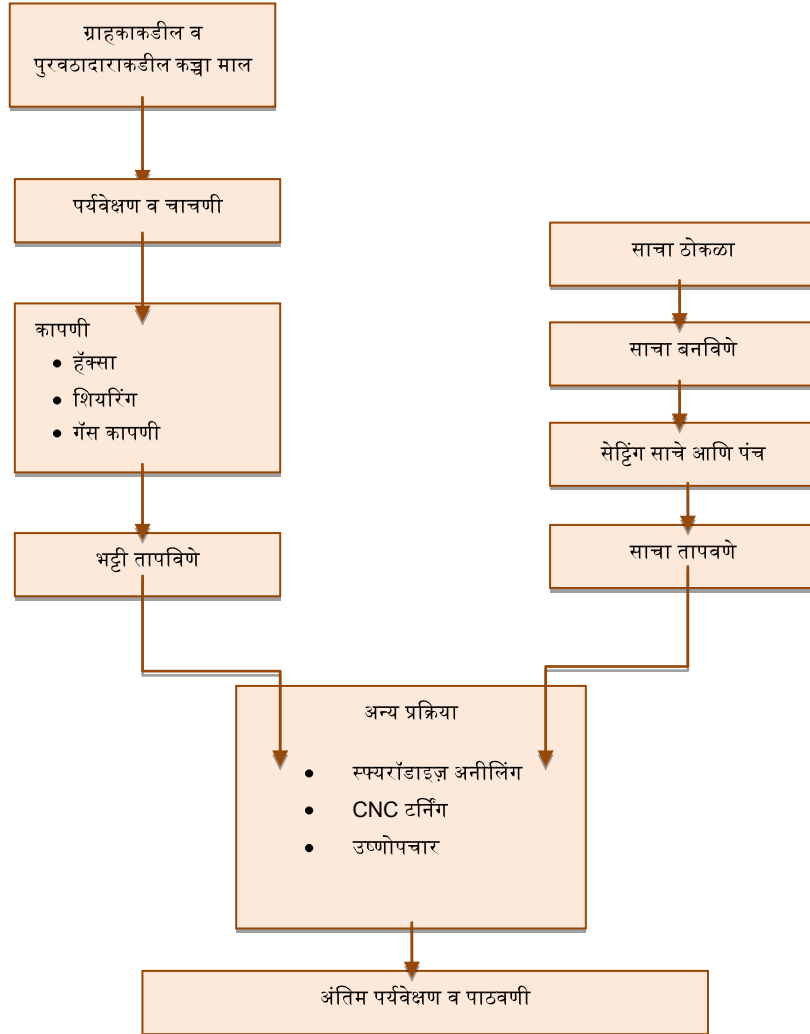 ग्राहकाकडील व
पुरवठादाराकडील कच्चा माल
पर्यवेक्षण व चाचणी
कापणी
• हॅक्सा
• शियरिंग
• गॅस कापणी
भट्टी तापविणे
साचा ठोकळा
साचा बनविणे
सेट्टिंग साचे आणि पंच
साचा तापवणे
अन्य प्रक्रिया
• स्फ्यरॉडाइज़ अनीलिंग
• CNC टर्निंग
• उष्णोपचार
अंतिम पर्यवेक्षण व पाठवणी